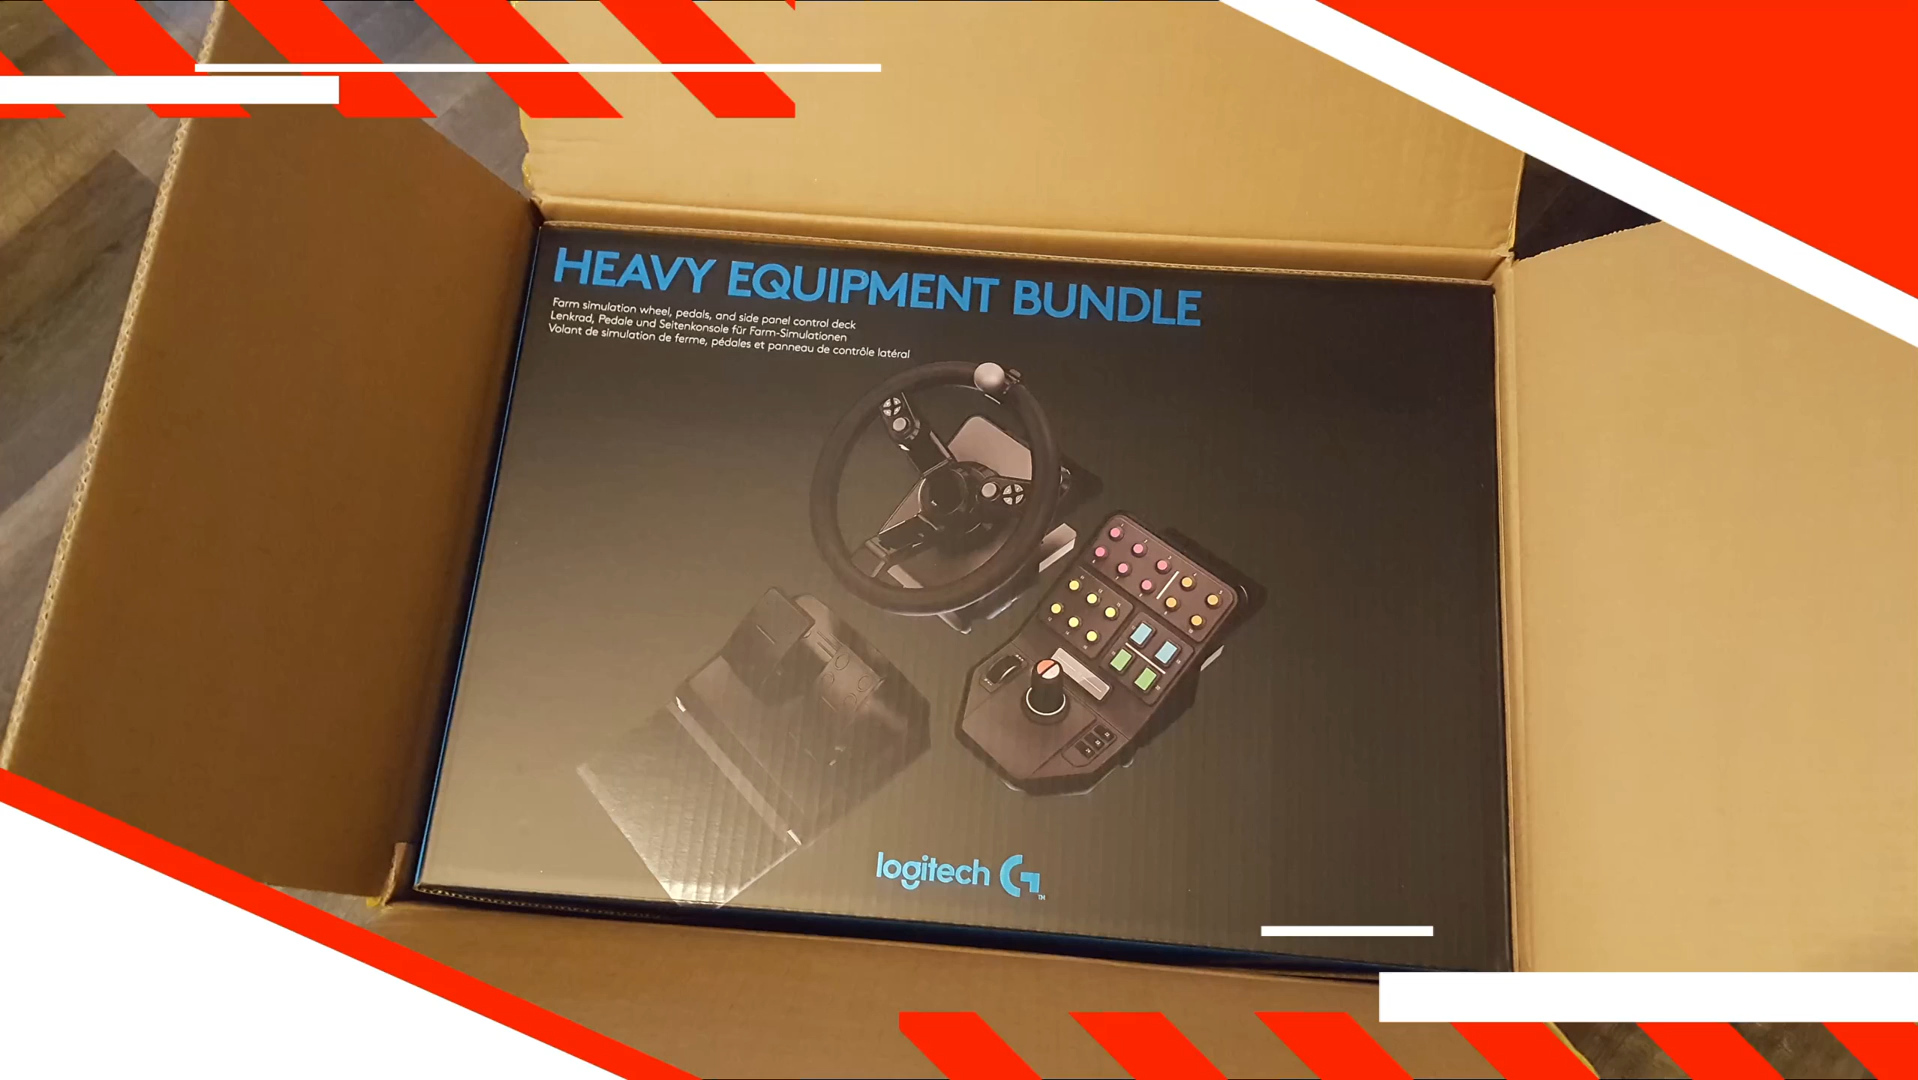 HEAVY EQUIPMENT BUNDLE
Farm simulation wheel, pedals, and side panel control deck
Lenkrad, Pedale und Seitenkonsole für Farm-Simulationen
Volant de simulation de ferme, pédales et panneau de contrôle latéral
logitech G
TM